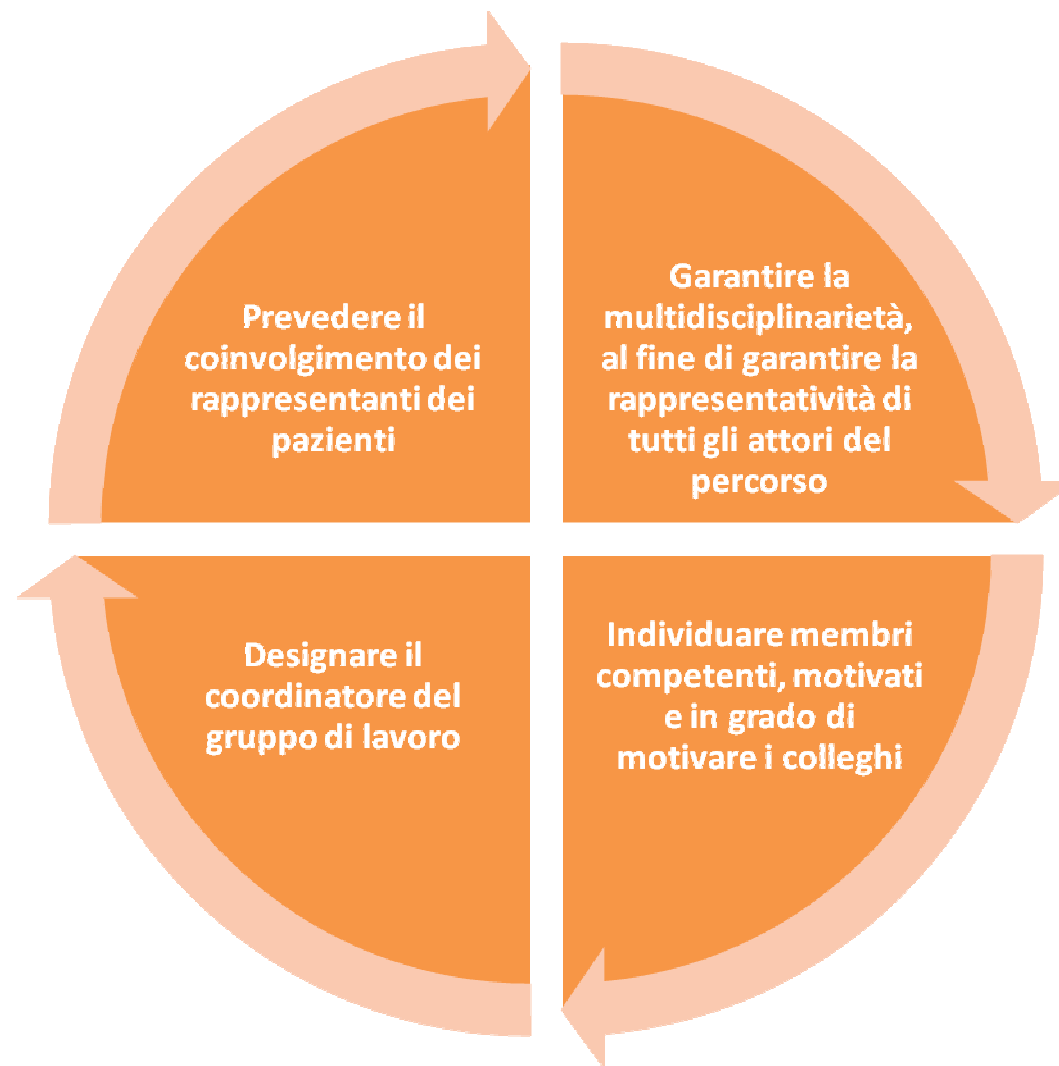 Prevedere il
coinvolgimento dei
rappresentanti dei
pazienti
Garantire la
multidisciplinarietà,
al fine di garantire la
rappresentatività di
tutti gli attori del
percorso
Designare il
coordinatore del
gruppo di lavoro
Individuare membri
competenti, motivati
e in grado di
motivare i colleghi